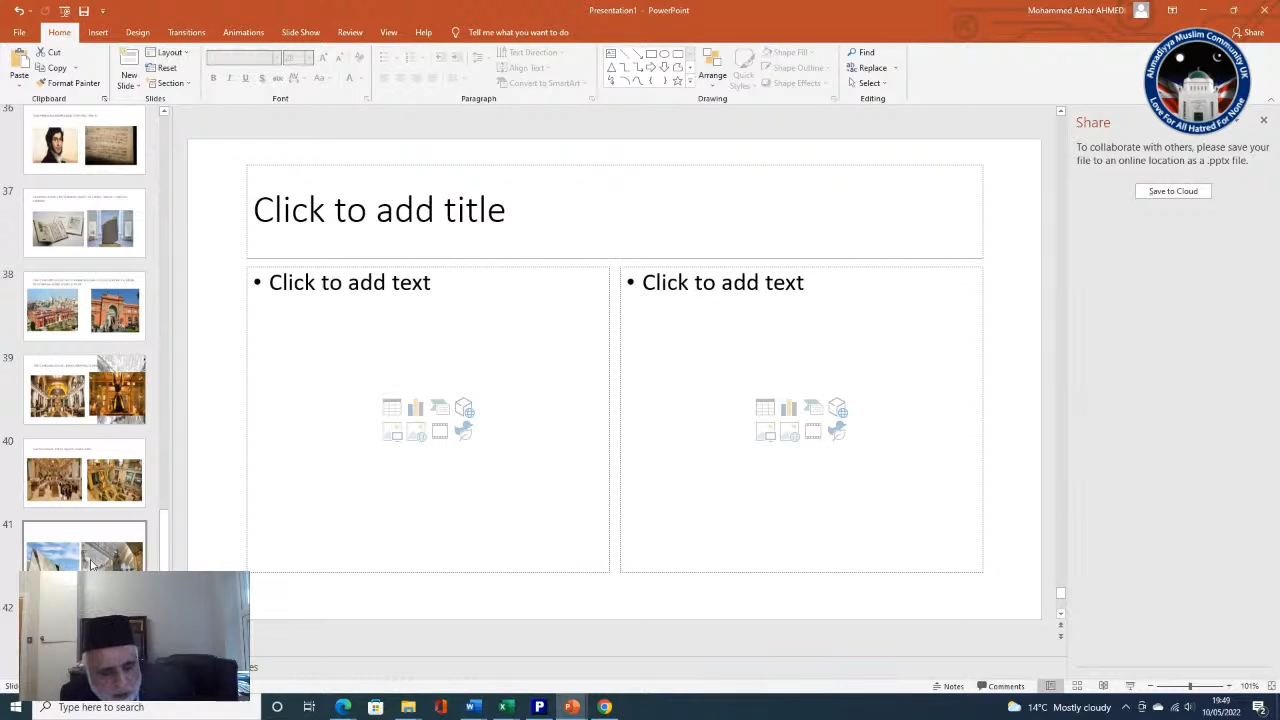 Presentation1 - PowerPoint
Mohammed Azhar AHMED
File Home Insert Design Transitions Animations Slide Show Review View Help Tell me what you want to do
Share
Paste
Cut
Copy
Format Painter
Clipboard
New
Slide
Layout
Reset
Section
Slides
Font
Text Direction
Align Text
Convert to SmartArt
Paragraph
Arrange
Quick
Styles
Shape Fill
Shape Outline
Shape Effects
Drawing
Find
Replace
Select
Editing
Ahmadiyya Muslim Community UK
Love For All Hatred For None
36
37
38
39
40
41
42
Click to add title
• Click to add text
• Click to add text
Share
To collaborate with others, please save your
file to an online location as a .pptx file.
Save to Cloud
Notes
Comments
101%
Type here to search
14°C Mostly cloudy
19:49
10/05/2022